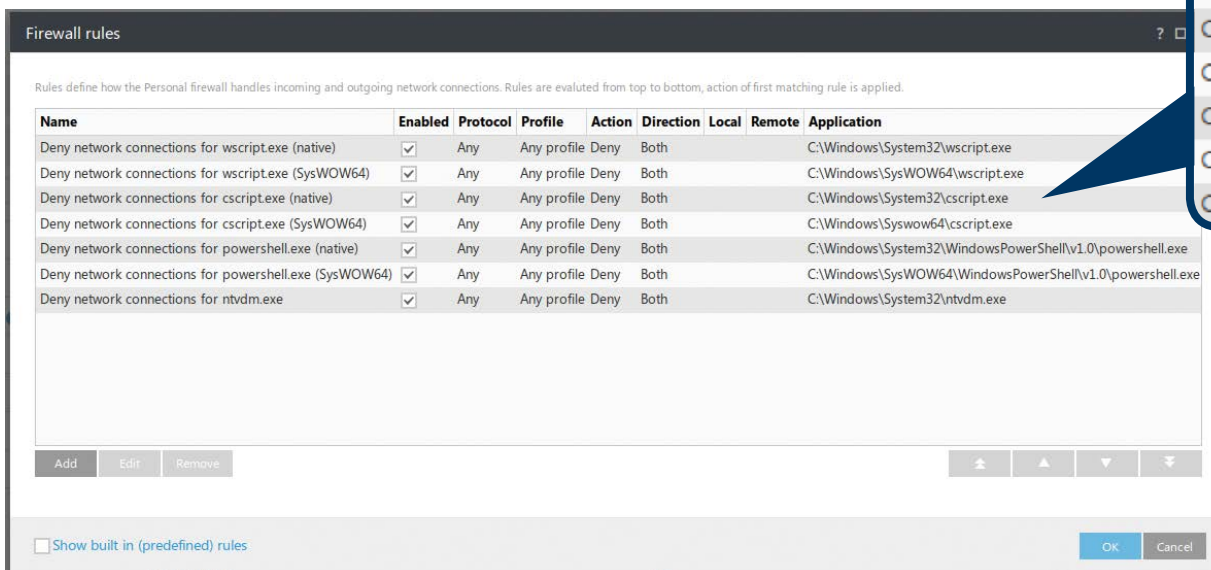 Firewall rules ?
Rules define how the Personal firewall handles incoming and outgoing network connections. Rules are evaluted from top to bottom, action of first matching rule is applied.
Name Enabled Protocol Profile Action Direction Local Remote Application
Deny network connections for wscript.exe (native) Any Any profile Deny Both C:\Windows\System32\wscript.exe
Deny network connections for wscript.exe (SysWOW64) Any Any profile Deny Both C:\Windows\SysWOW64\wscript.exe
Deny network connections for cscript.exe (native) Any Any profile Deny Both C:\Windows\System32\cscript.exe
Deny network connections for cscript.exe (SysWOW64) Any Any profile Deny Both C:\Windows\Syswow64\cscript.exe
Deny network connections for powershell.exe (native) Any Any profile Deny Both C:\Windows\System32\WindowsPowerShell\v1.0\powershell.exe
Deny network connections for powershell.exe (SysWOW64) Any Any profile Deny Both C:\Windows\SysWOW64\WindowsPowerShell\v1.0\powershell.exe
Deny network connections for ntvdm.exe Any Any profile Deny Both C:\Windows\System32\ntvdm.exe
Add Edit Remove
Show built in (predefined) rules OK Cancel